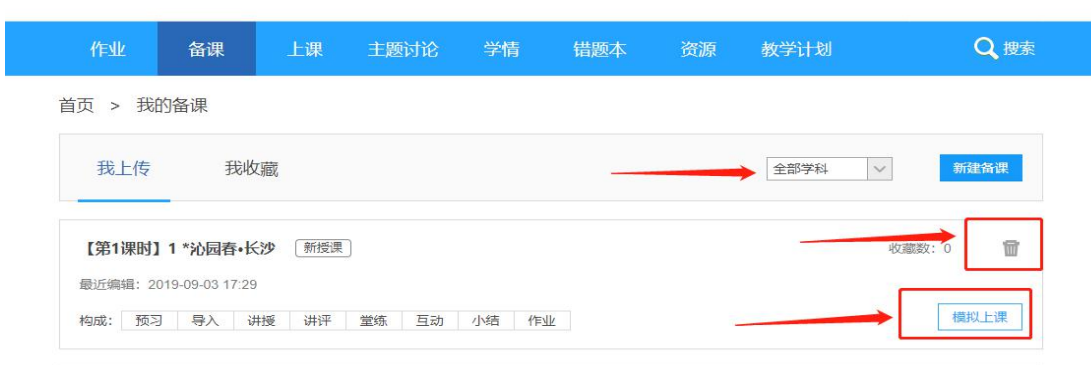 作业 备课 上课 主题讨论 学情 错题本 资源 教学计划 搜索
首页 > 我的备课
我上传 我收藏 全部学科 新建备课
【第1课时】1 *沁园春•长沙 新授课 收藏数：0
最近编辑：2019-09-03 17:29
构成： 预习 导入 讲授 讲评 堂练 互动 小结 作业 模拟上课